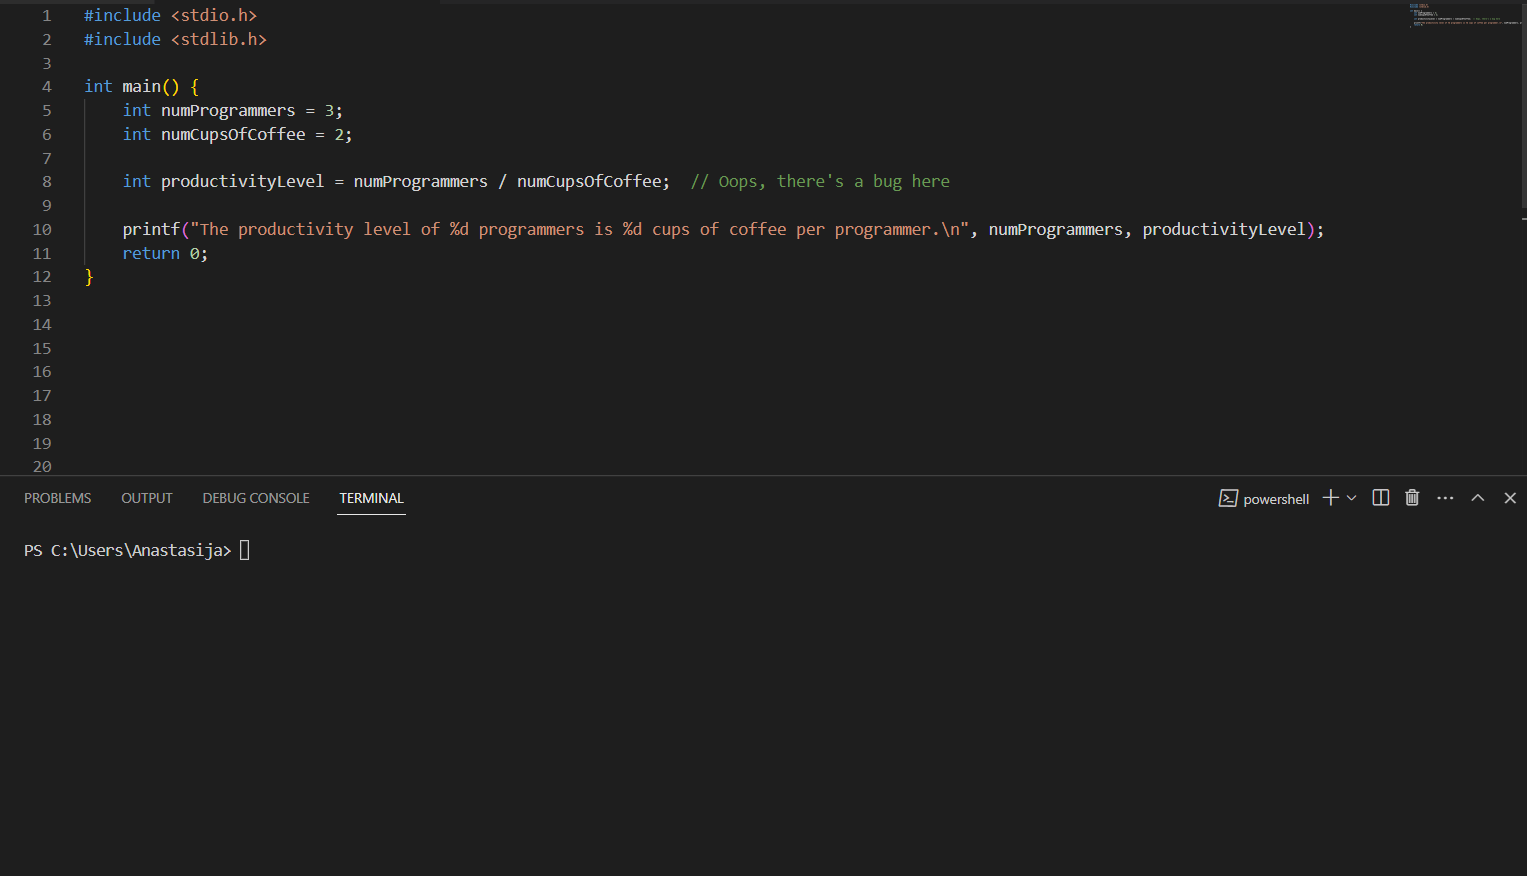 1 #include <stdio.h>
2 #include <stdlib.h>
3
4 int main() {
5 int numProgrammers = 3;
6 int numCupsOfCoffee = 2;
7
8 int productivityLevel = numProgrammers / numCupsOfCoffee; // Oops, there's a bug here
9
10 printf("The productivity level of %d programmers is %d cups of coffee per programmer.\n", numProgrammers, productivityLevel);
11 return 0;
12 }
13
14
15
16
17
18
19
20
PROBLEMS OUTPUT DEBUG CONSOLE TERMINAL powershell
PS C:\Users\Anastasija>